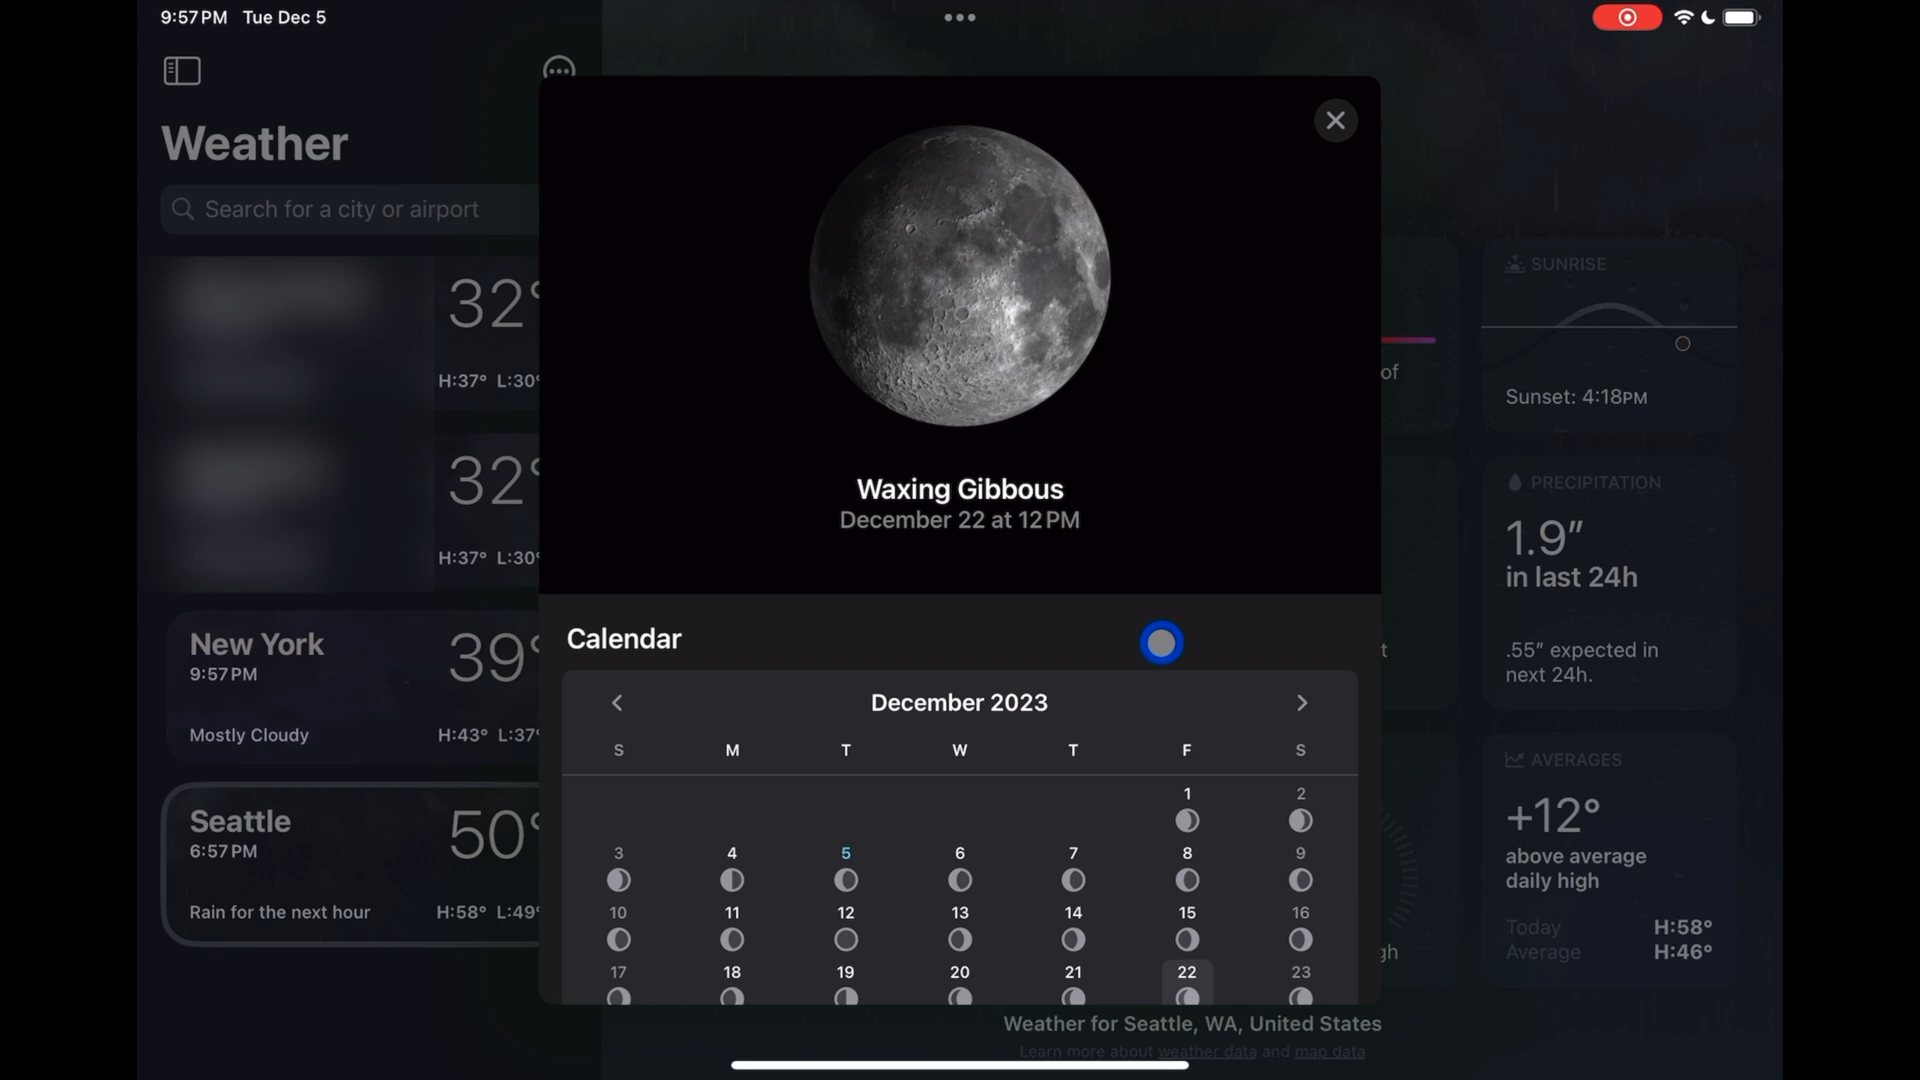 9:57 PM Tue Dec 5
Weather
Search for a city or airport
32°
H:37° L:30°
32°
H:37° L:30°
New York
39°
9:57 PM
Mostly Cloudy
H:43° L:37°
Seattle
50°
6:57 PM
Rain for the next hour
H:58° L:49°
Waxing Gibbous
December 22 at 12 PM
Calendar
December 2023
S M T W T F S
1 2
3 4 5 6 7 8 9
10 11 12 13 14 15 16
17 18 19 20 21 22 23
of
t
gh
SUNRISE
Sunset: 4:18PM
PRECIPITATION
1.9″
in last 24h
.55″ expected in
next 24h.
AVERAGES
+12°
above average
daily high
Today H:58°
Average H:46°
Weather for Seattle, WA, United States
Learn more about weather data and map data